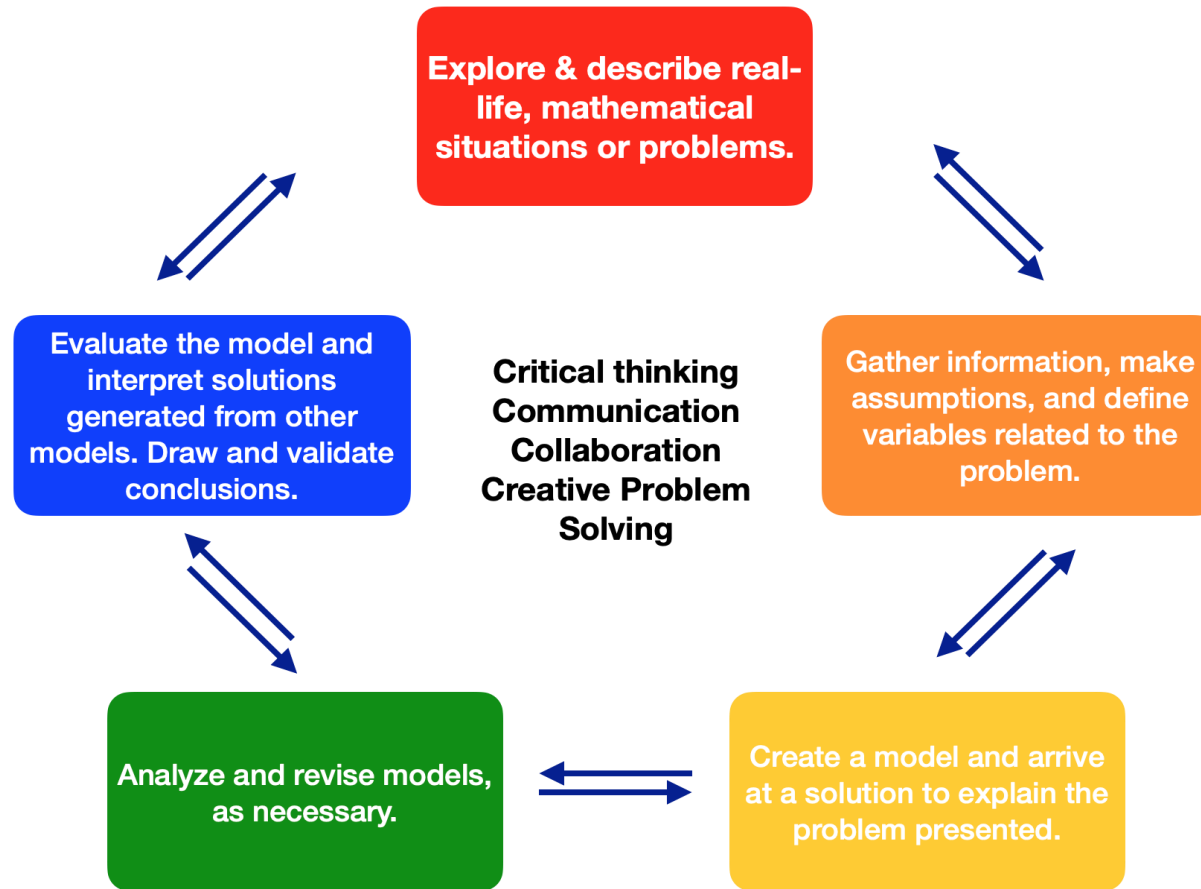 Explore & describe real-
life, mathematical
situations or problems.
Evaluate the model and
interpret solutions
generated from other
models. Draw and validate
conclusions.
Critical thinking
Communication
Collaboration
Creative Problem
Solving
Gather information, make
assumptions, and define
variables related to the
problem.
Analyze and revise models,
as necessary.
Create a model and arrive
at a solution to explain the
problem presented.